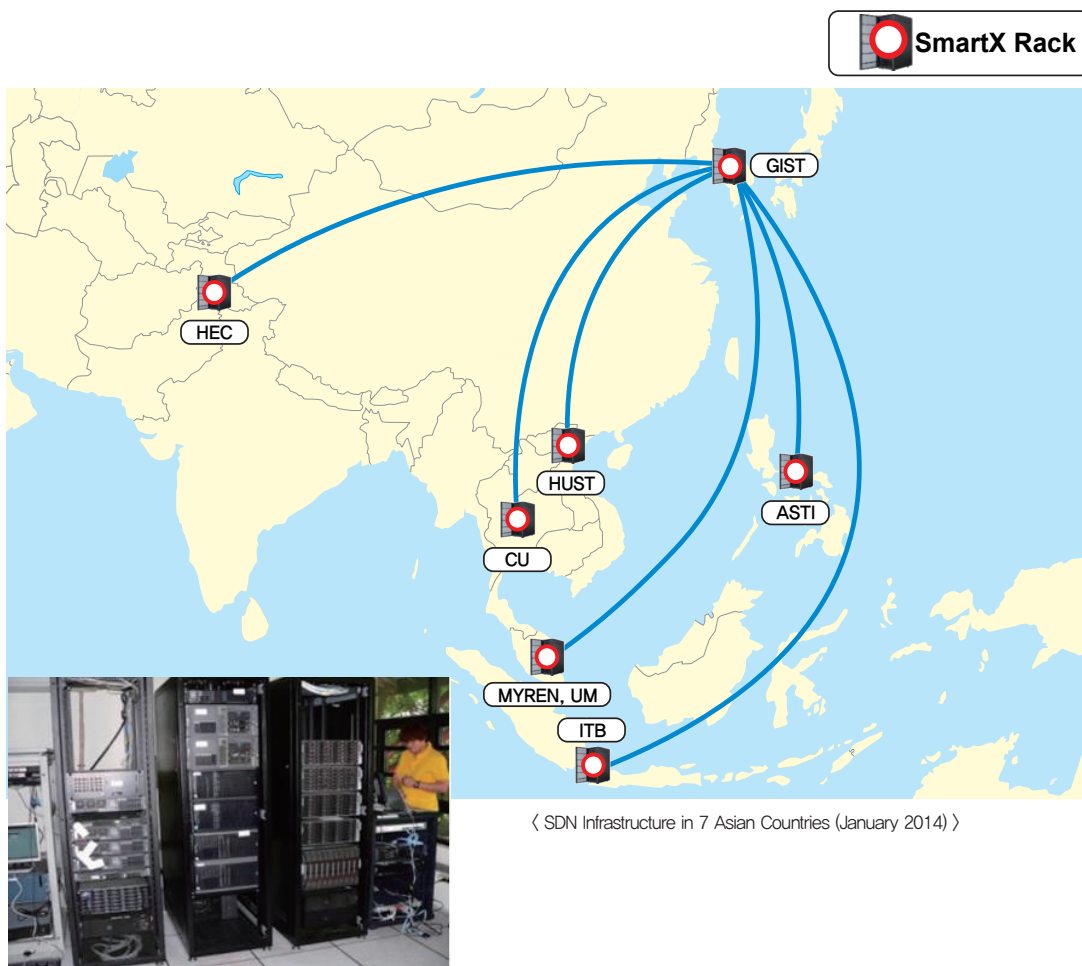 SmartX Rack
GIST
HEC
HUST
ASTI
CU
MYREN, UM
ITB
〈 SDN Infrastructure in 7 Asian Countries (January 2014) 〉